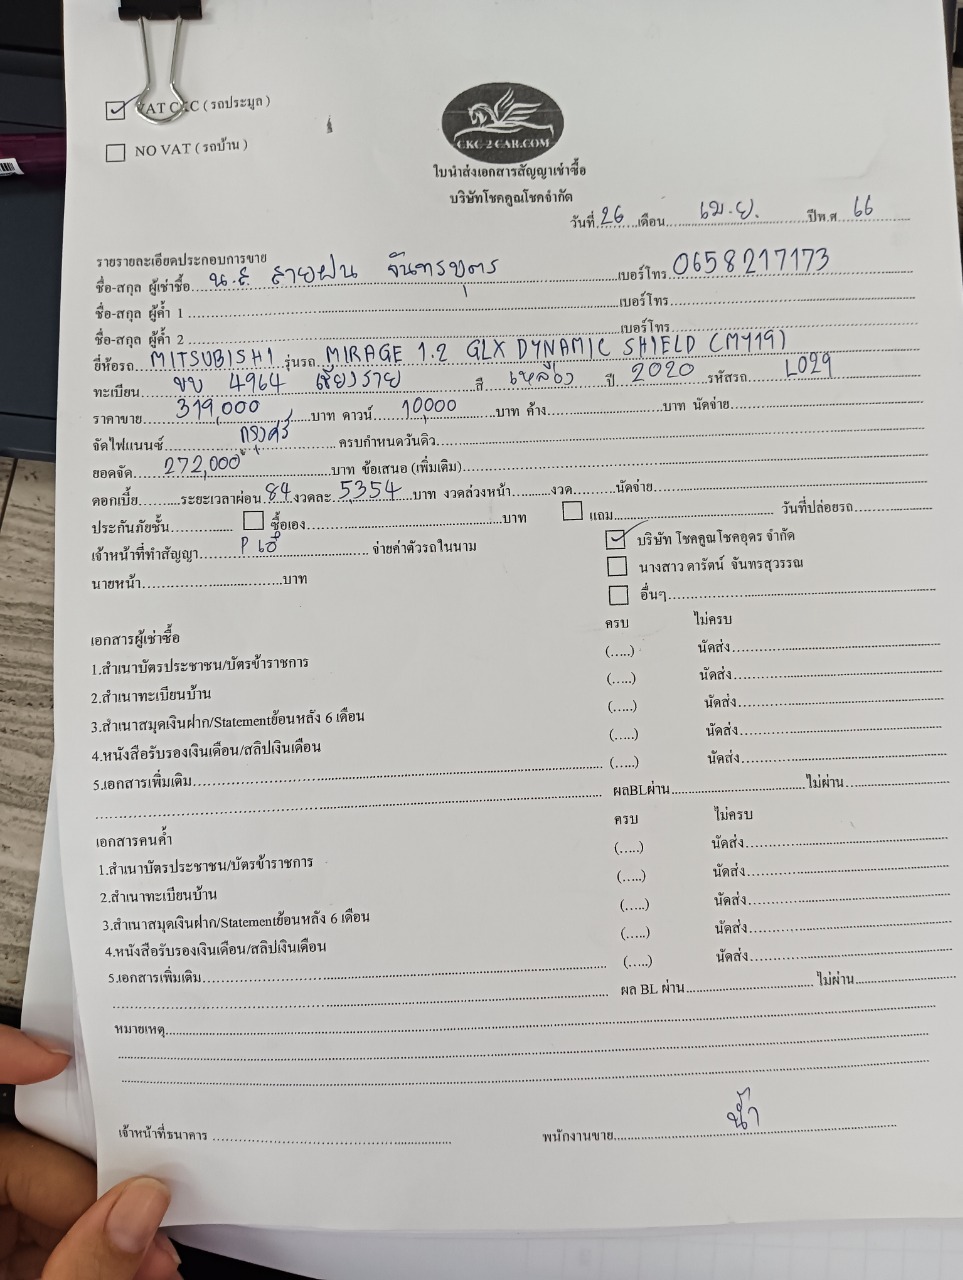 VAT CKC ( รถประมูล )
NO VAT ( รถบ้าน )
CKC 2 CAR.COM
ใบนำส่งเอกสารสัญญาเช่าซื้อ
บริษัทโชคคูณโชคจำกัด
วันที่ 26 เดือน เม.ย. ปีพ.ศ. 66
รายรายละเอียดประกอบการขาย
ชื่อ-สกุล ผู้เช่าซื้อ น.ส สายฝน จันทรบุตร เบอร์โทร 0658217173
ชื่อ-สกุล ผู้ค้ำ 1 เบอร์โทร
ชื่อ-สกุล ผู้ค้ำ 2 เบอร์โทร
ยี่ห้อรถ MITSUBISHI รุ่นรถ MIRAGE 1.2 GLX DYNAMIC SHIELD (MY19)
ทะเบียน ขบ 4964 เชียงราย สี เหลือง ปี 2020 รหัสรถ L029
ราคาขาย 319,000 บาท ดาวน์ 10,000 บาท ค้าง บาท นัดจ่าย
จัดไฟแนนซ์ กรุงศรี ครบกำหนดวันคิว
ยอดจัด 272,000 บาท ข้อเสนอ (เพิ่มเติม)
ดอกเบี้ย ระยะเวลาผ่อน 84 งวดละ 5354 บาท งวดล่วงหน้า งวด นัดจ่าย
ประกันภัยชั้น ซื้อเอง บาท แถม วันที่ปล่อยรถ
เจ้าหน้าที่ทำสัญญา P เอ๋ จ่ายค่าตัวรถในนาม บริษัท โชคคูณโชคอุดร จำกัด
นายหน้า บาท นางสาว ดารัตน์ จันทรสุวรรณ
อื่นๆ
เอกสารผู้เช่าซื้อ ครบ ไม่ครบ
1.สำเนาบัตรประชาชน/บัตรข้าราชการ (.....) นัดส่ง
2.สำเนาทะเบียนบ้าน (.....) นัดส่ง
3.สำเนาสมุดเงินฝาก/Statementย้อนหลัง 6 เดือน (.....) นัดส่ง
4.หนังสือรับรองเงินเดือน/สลิปเงินเดือน (.....) นัดส่ง
5.เอกสารเพิ่มเติม (.....) นัดส่ง
ผลBLผ่าน ไม่ผ่าน
เอกสารคนค้ำ ครบ ไม่ครบ
1.สำเนาบัตรประชาชน/บัตรข้าราชการ (.....) นัดส่ง
2.สำเนาทะเบียนบ้าน (.....) นัดส่ง
3.สำเนาสมุดเงินฝาก/Statementย้อนหลัง 6 เดือน (.....) นัดส่ง
4.หนังสือรับรองเงินเดือน/สลิปเงินเดือน (.....) นัดส่ง
5.เอกสารเพิ่มเติม (.....) นัดส่ง
ผล BL ผ่าน ไม่ผ่าน
หมายเหตุ
เจ้าหน้าที่ธนาคาร พนักงานขาย น้ำ